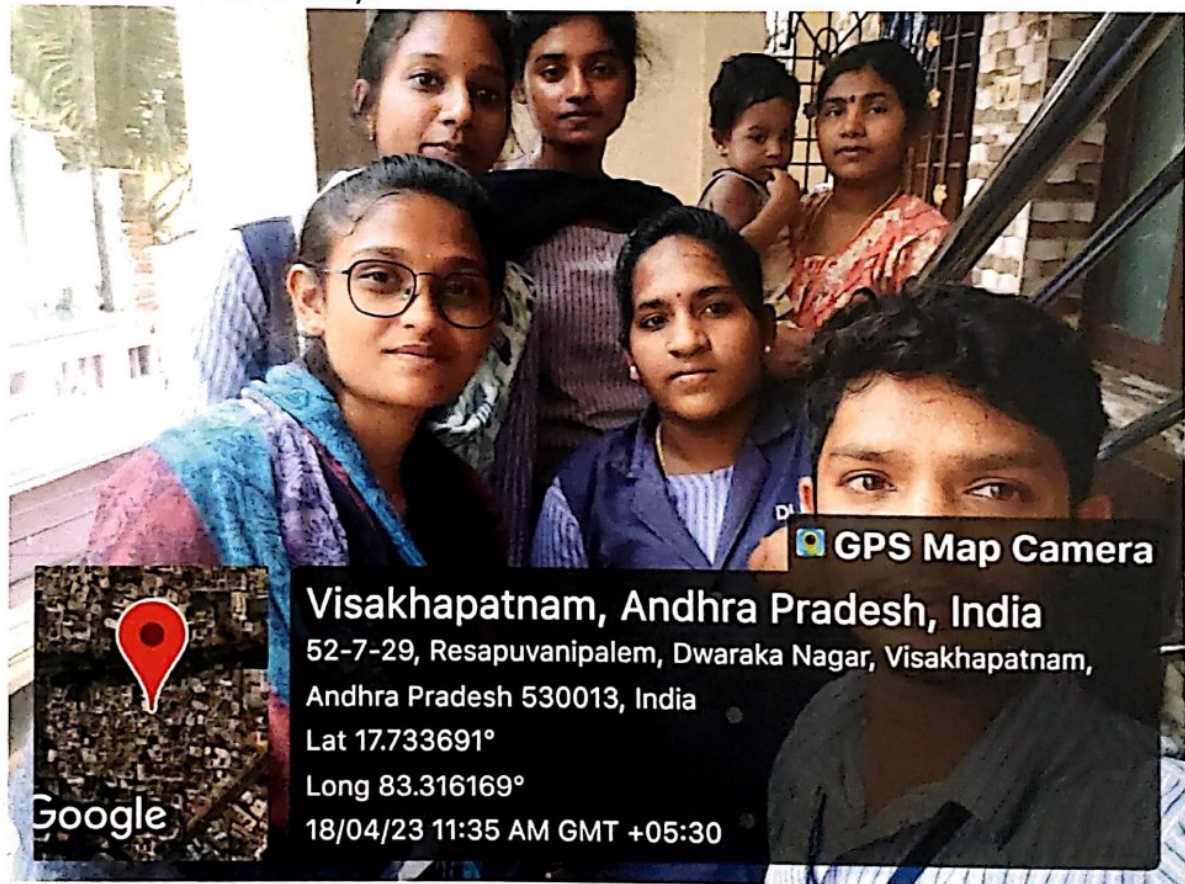 GPS Map Camera
Visakhapatnam, Andhra Pradesh, India
52-7-29, Resapuvanipalem, Dwaraka Nagar, Visakhapatnam,
Andhra Pradesh 530013, India
Lat 17.733691°
Long 83.316169°
18/04/23 11:35 AM GMT +05:30
Google